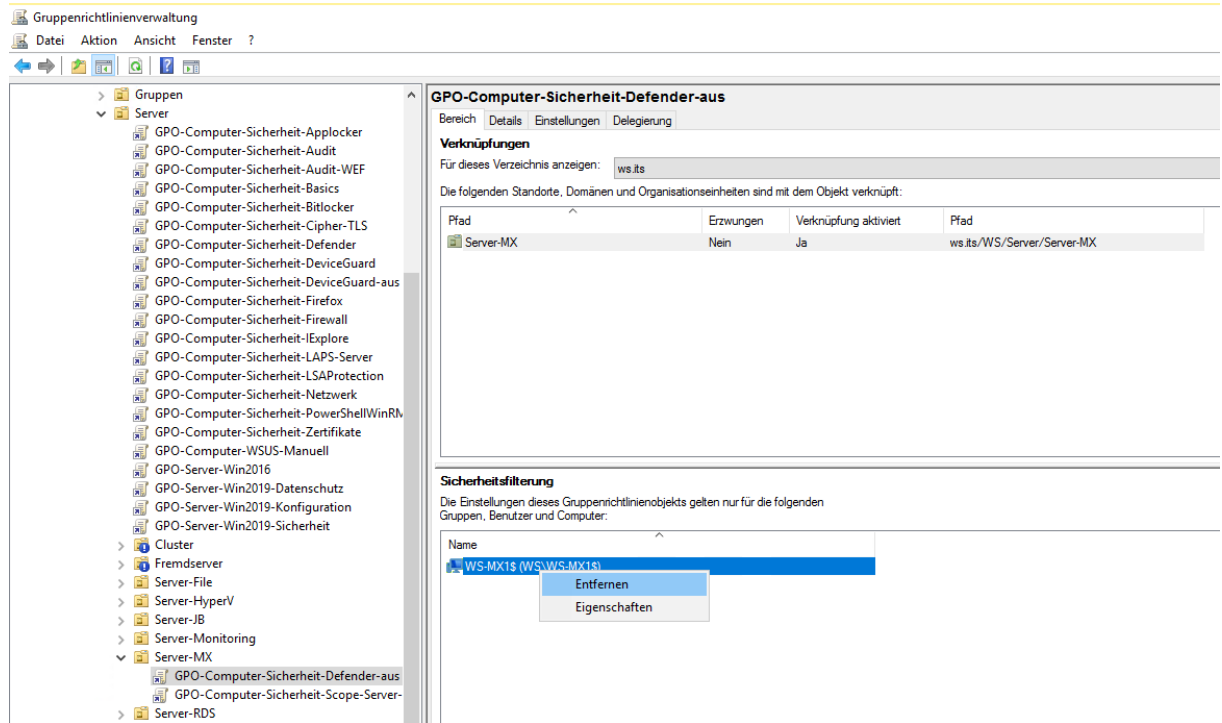 Gruppenrichtlinienverwaltung
Datei Aktion Ansicht Fenster ?
Gruppen
Server
GPO-Computer-Sicherheit-Applocker
GPO-Computer-Sicherheit-Audit
GPO-Computer-Sicherheit-Audit-WEF
GPO-Computer-Sicherheit-Basics
GPO-Computer-Sicherheit-Bitlocker
GPO-Computer-Sicherheit-Cipher-TLS
GPO-Computer-Sicherheit-Defender
GPO-Computer-Sicherheit-DeviceGuard
GPO-Computer-Sicherheit-DeviceGuard-aus
GPO-Computer-Sicherheit-Firefox
GPO-Computer-Sicherheit-Firewall
GPO-Computer-Sicherheit-IExplore
GPO-Computer-Sicherheit-LAPS-Server
GPO-Computer-Sicherheit-LSAProtection
GPO-Computer-Sicherheit-Netzwerk
GPO-Computer-Sicherheit-PowerShellWinRM
GPO-Computer-Sicherheit-Zertifikate
GPO-Computer-WSUS-Manuell
GPO-Server-Win2016
GPO-Server-Win2019-Datenschutz
GPO-Server-Win2019-Konfiguration
GPO-Server-Win2019-Sicherheit
Cluster
Fremdserver
Server-File
Server-HyperV
Server-JB
Server-Monitoring
Server-MX
GPO-Computer-Sicherheit-Defender-aus
GPO-Computer-Sicherheit-Scope-Server-
Server-RDS
GPO-Computer-Sicherheit-Defender-aus
Bereich Details Einstellungen Delegierung
Verknüpfungen
Für dieses Verzeichnis anzeigen: ws.its
Die folgenden Standorte, Domänen und Organisationseinheiten sind mit dem Objekt verknüpft:
Pfad Erzwungen Verknüpfung aktiviert Pfad
Server-MX Nein Ja ws.its/WS/Server/Server-MX
Sicherheitsfilterung
Die Einstellungen dieses Gruppenrichtlinienobjekts gelten nur für die folgenden
Gruppen, Benutzer und Computer:
Name
WS-MX1$ (WS\WS-MX1$)
Entfernen
Eigenschaften